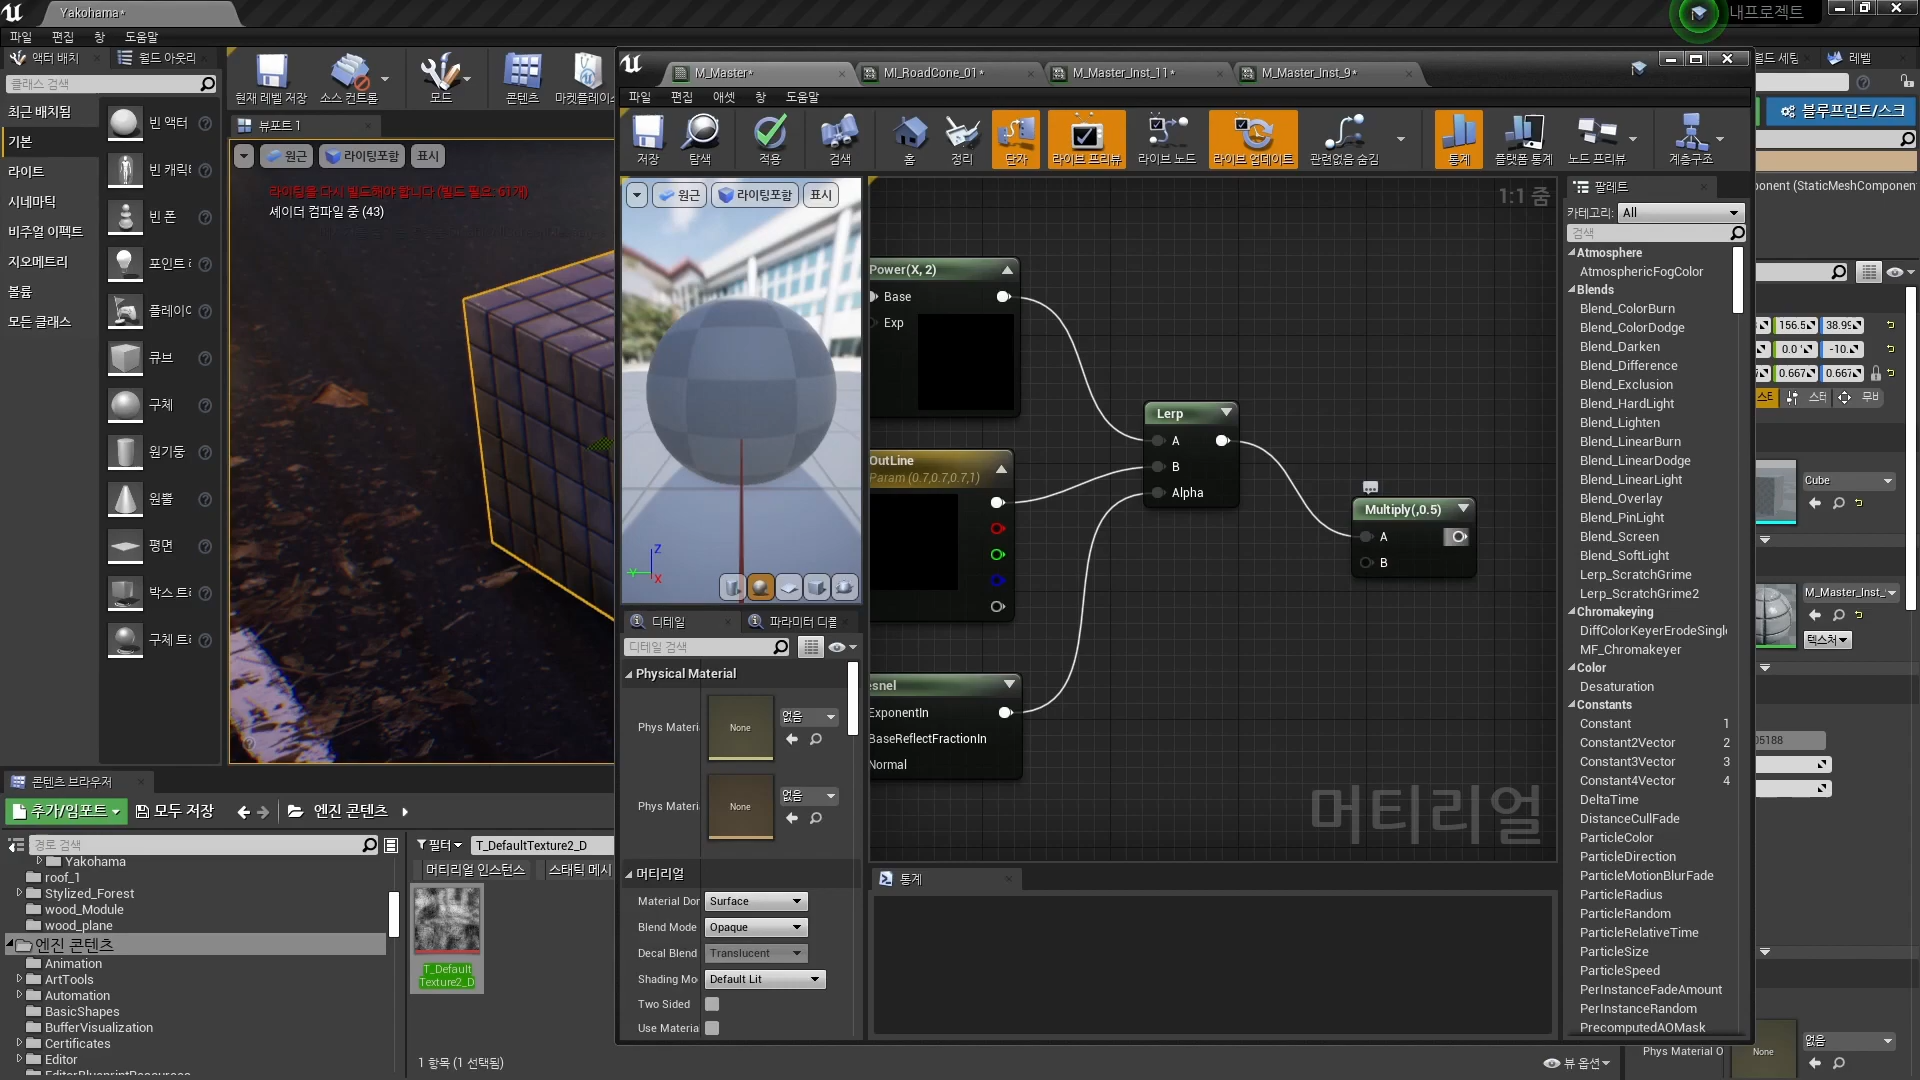 Yakohama*
내프로젝트
파일 편집 창 도움말
액터 배치
월드 아웃라
클래스 검색
최근 배치됨
기본
라이트
시네마틱
비주얼 이펙트
지오메트리
볼륨
모든 클래스
빈 액터
빈 캐릭터
빈 폰
포인트 라
플레이어
큐브
구체
원기둥
원뿔
평면
박스 트리
구체 트리
현재 레벨 저장
소스 컨트롤
모드
콘텐츠
마켓플레이스
뷰포트 1
원근
라이팅포함
표시
라이팅을 다시 빌드해야 합니다 (빌드 필요: 61개)
셰이더 컴파일 중 (43)
M_Master*
MI_RoadCone_01*
M_Master_Inst_11*
M_Master_Inst_9*
파일 편집 애셋 창 도움말
저장
탐색
적용
검색
홈
정리
단자
라이브 프리뷰
라이브 노드
라이브 업데이트
관련없음 숨김
통계
플랫폼 통계
노드 프리뷰
계층구조
원근
라이팅포함
표시
Z
Y
X
1:1 줌
Power(X, 2)
Base
Exp
OutLine
Param (0.7,0.7,0.7,1)
esnel
ExponentIn
BaseReflectFractionIn
Normal
Lerp
A
B
Alpha
Multiply(,0.5)
A
B
머티리얼
통계
디테일
파라미터 디폴
디테일 검색
Physical Material
Phys Materi
None
없음
Phys Materi
None
없음
머티리얼
Material Dor Surface
Blend Mode Opaque
Decal Blend Translucent
Shading Mo Default Lit
Two Sided
Use Materia
팔레트
카테고리: All
검색
Atmosphere
AtmosphericFogColor
Blends
Blend_ColorBurn
Blend_ColorDodge
Blend_Darken
Blend_Difference
Blend_Exclusion
Blend_HardLight
Blend_Lighten
Blend_LinearBurn
Blend_LinearDodge
Blend_LinearLight
Blend_Overlay
Blend_PinLight
Blend_Screen
Blend_SoftLight
Lerp_ScratchGrime
Lerp_ScratchGrime2
Chromakeying
DiffColorKeyerErodeSingl
MF_Chromakeyer
Color
Desaturation
Constants
Constant 1
Constant2Vector 2
Constant3Vector 3
Constant4Vector 4
DeltaTime
DistanceCullFade
ParticleColor
ParticleDirection
ParticleMotionBlurFade
ParticleRadius
ParticleRandom
ParticleRelativeTime
ParticleSize
ParticleSpeed
PerInstanceFadeAmount
PerInstanceRandom
PrecomputedAOMask
월드 세팅
레벨
블루프린트/스크
onent (StaticMeshComponen
156.5 38.95
0.0 -10.
0.667 0.667
스타
무비
Cube
M_Master_Inst_
텍스처
05188
Phys Material O
None
없음
콘텐츠 브라우저
추가/임포트
모두 저장
엔진 콘텐츠
경로 검색
필터
T_DefaultTexture2_D
머티리얼 인스턴스
스태틱 메시
Yakohama
roof_1
Stylized_Forest
wood_Module
wood_plane
엔진 콘텐츠
Animation
ArtTools
Automation
BasicShapes
BufferVisualization
Certificates
Editor
EditorBlueprintResources
T_Default
Texture2_D
1 항목 (1 선택됨)
뷰 옵션